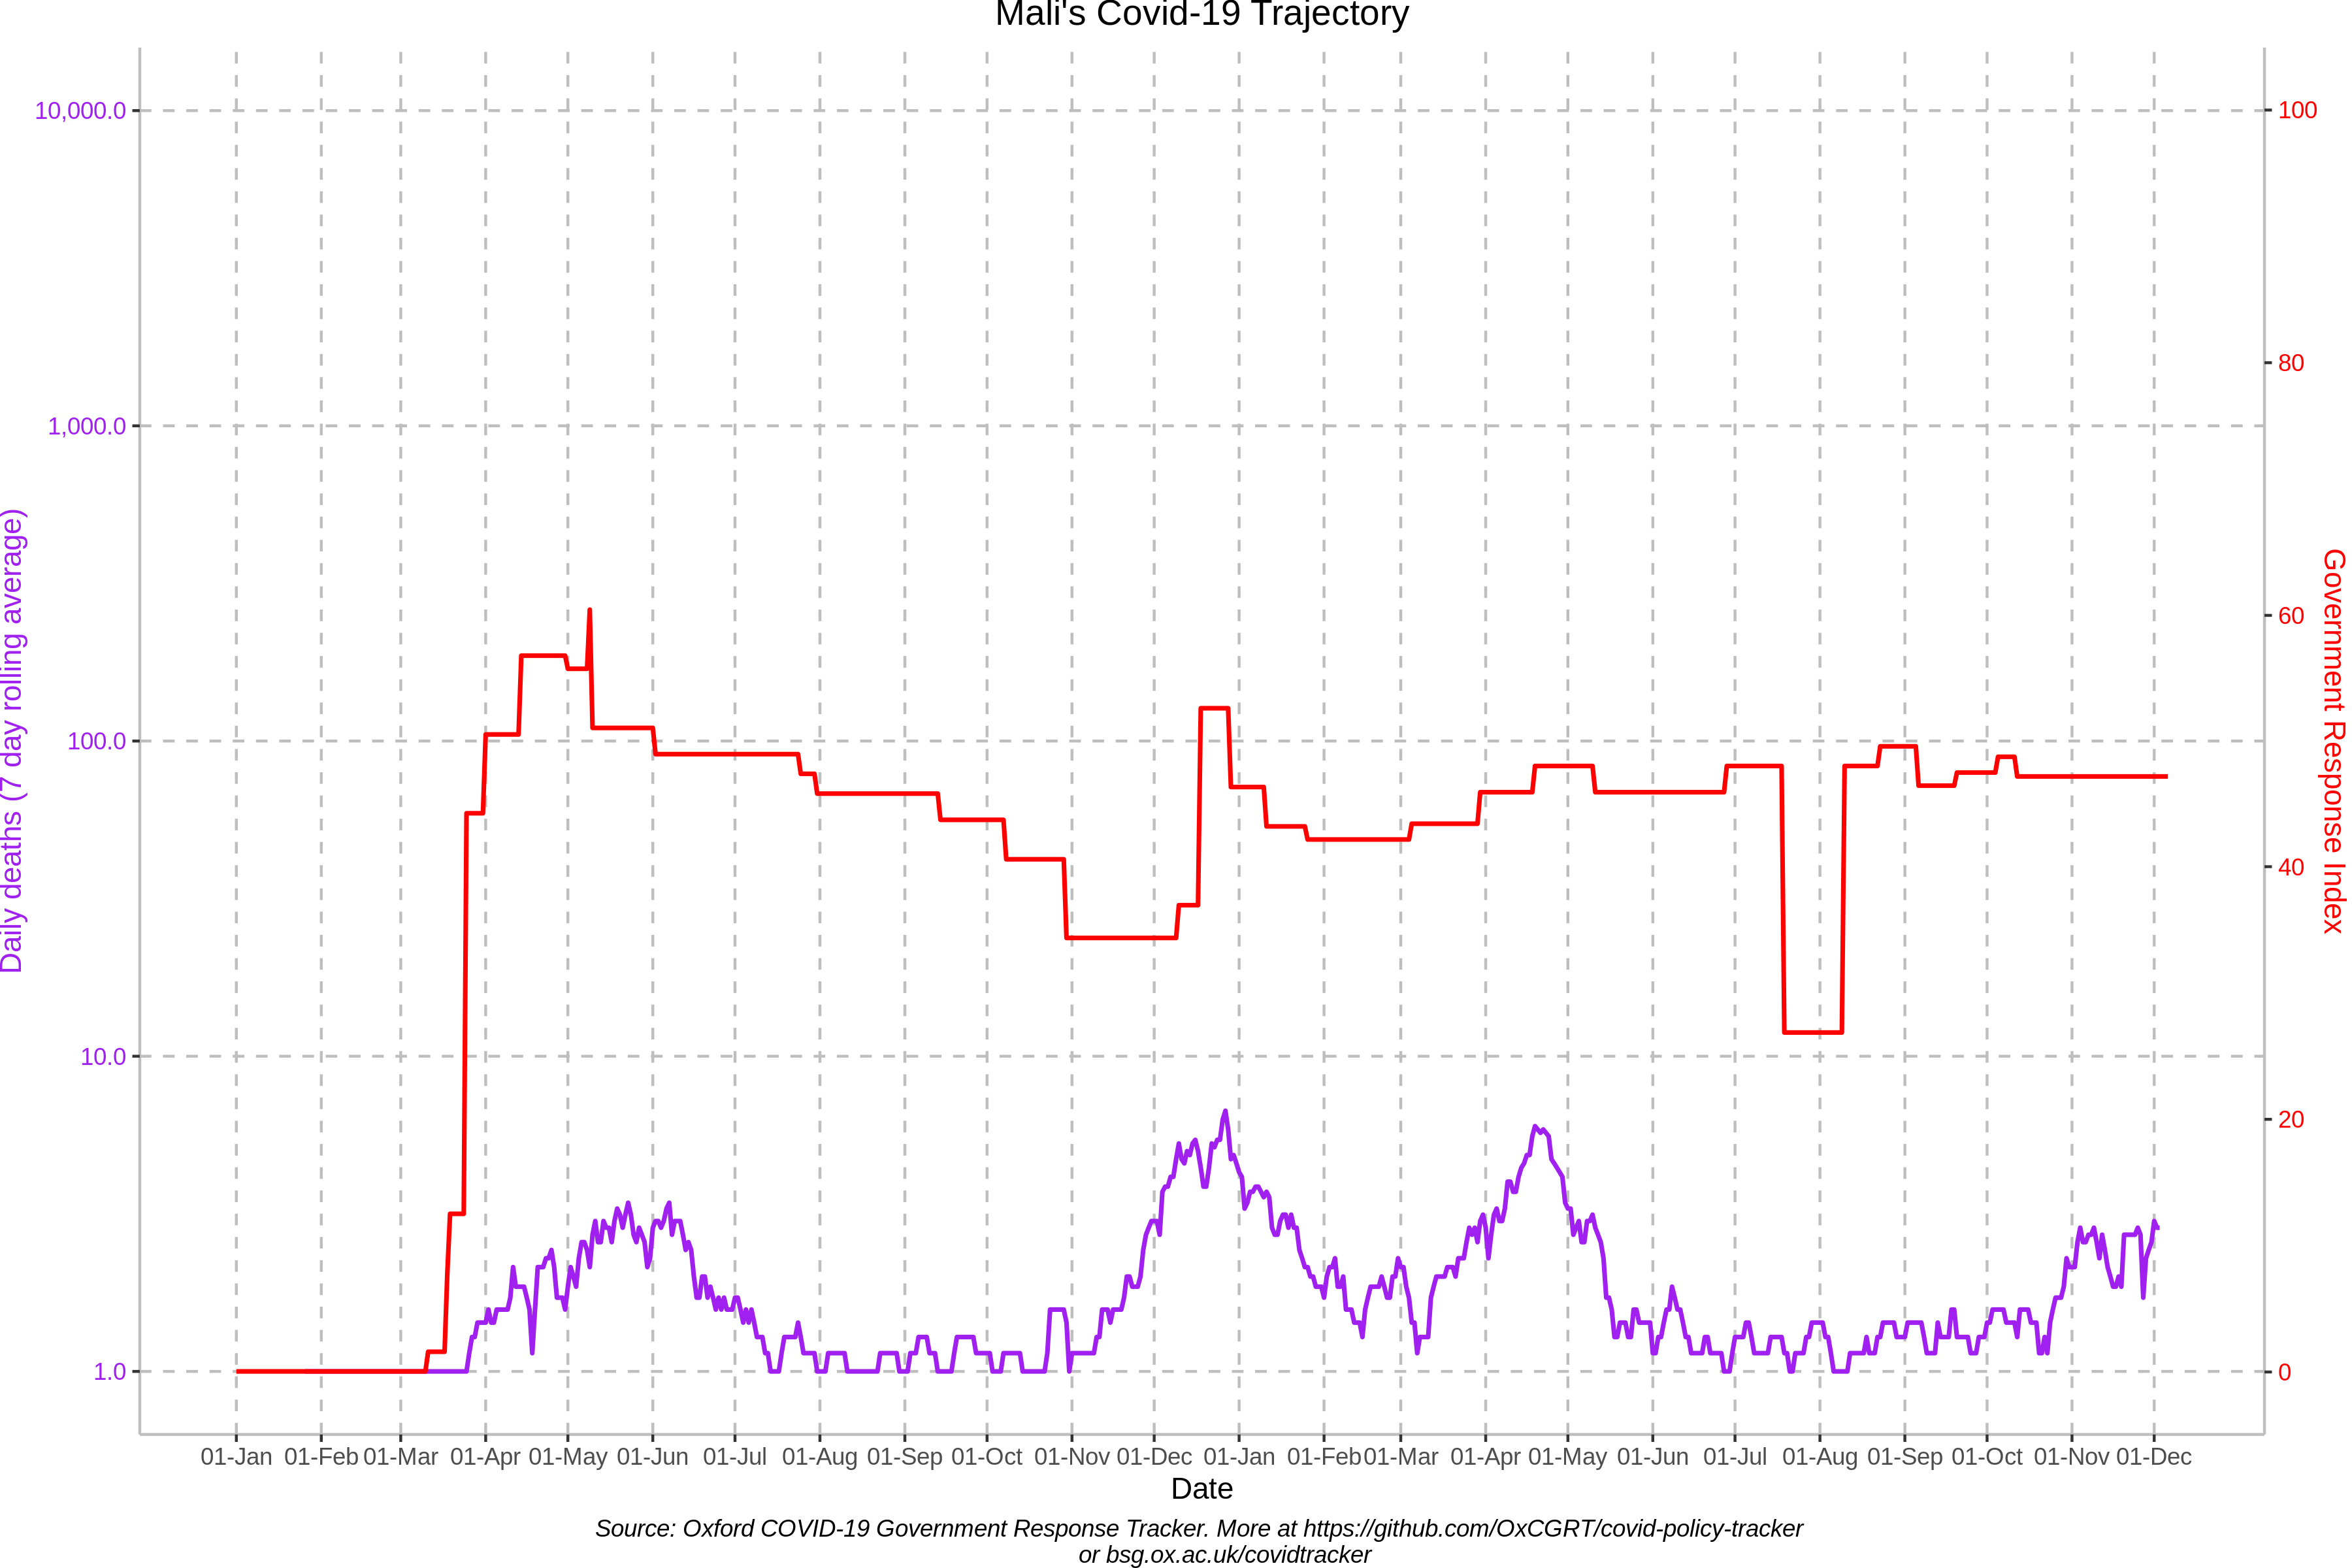 Mali's Covid-19 Trajectory
10,000.0
1,000.0
100.0
10.0
1.0
Daily deaths (7 day rolling average)
100
80
60
40
20
0
Government Response Index
01-Jan 01-Feb 01-Mar 01-Apr 01-May 01-Jun 01-Jul 01-Aug 01-Sep 01-Oct 01-Nov 01-Dec 01-Jan 01-Feb 01-Mar 01-Apr 01-May 01-Jun 01-Jul 01-Aug 01-Sep 01-Oct 01-Nov 01-Dec
Date
Source: Oxford COVID-19 Government Response Tracker. More at https://github.com/OxCGRT/covid-policy-tracker
or bsg.ox.ac.uk/covidtracker